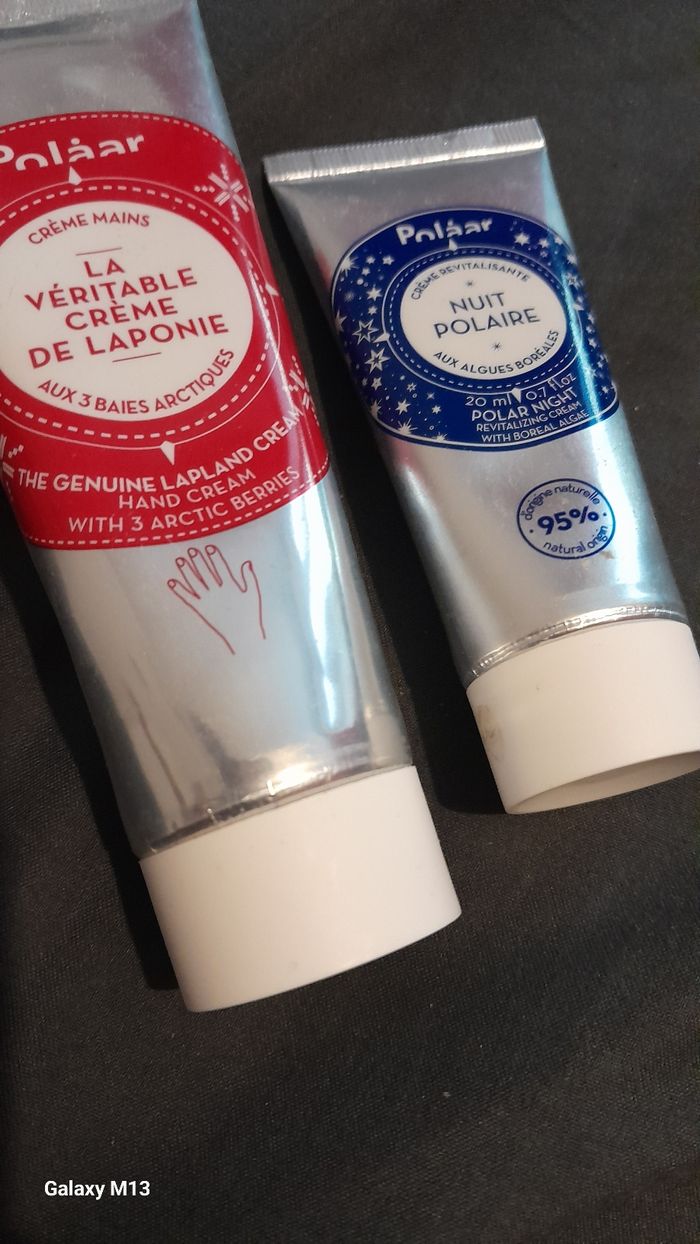 Polåar
CRÈME MAINS
LA
VÉRITABLE
CRÈME
DE LAPONIE
AUX 3 BAIES ARCTIQUES
THE GENUINE LAPLAND CREAM
HAND CREAM
WITH 3 ARCTIC BERRIES
Polåar
CRÈME REVITALISANTE
NUIT
POLAIRE
AUX ALGUES BORÉALES
20 ml 0.7 fl oz
POLAR NIGHT
REVITALIZING CREAM
WITH BOREAL ALGAE
d'origine naturelle
95%
natural origin
Galaxy M13